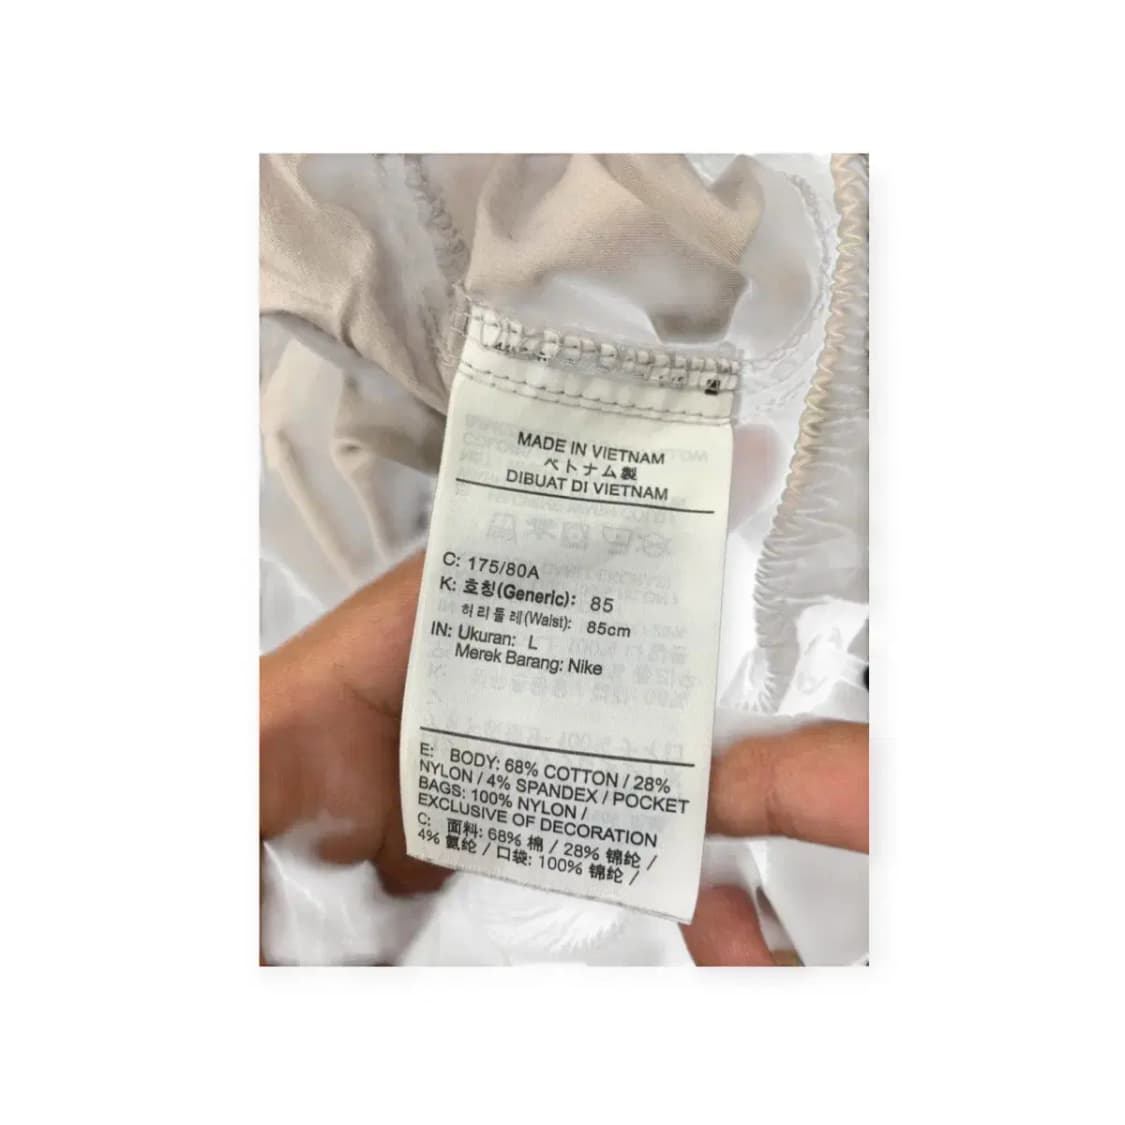 MADE IN VIETNAM
ベトナム製
DIBUAT DI VIETNAM
C: 175/80A
K: 호칭(Generic): 85
허리둘레(Waist): 85cm
IN: Ukuran: L
Merek Barang: Nike
E: BODY: 68% COTTON / 28%
NYLON / 4% SPANDEX / POCKET
BAGS: 100% NYLON /
EXCLUSIVE OF DECORATION
C: 面料: 68% 棉 / 28% 锦纶 /
4% 氨纶 / 口袋: 100% 锦纶 /